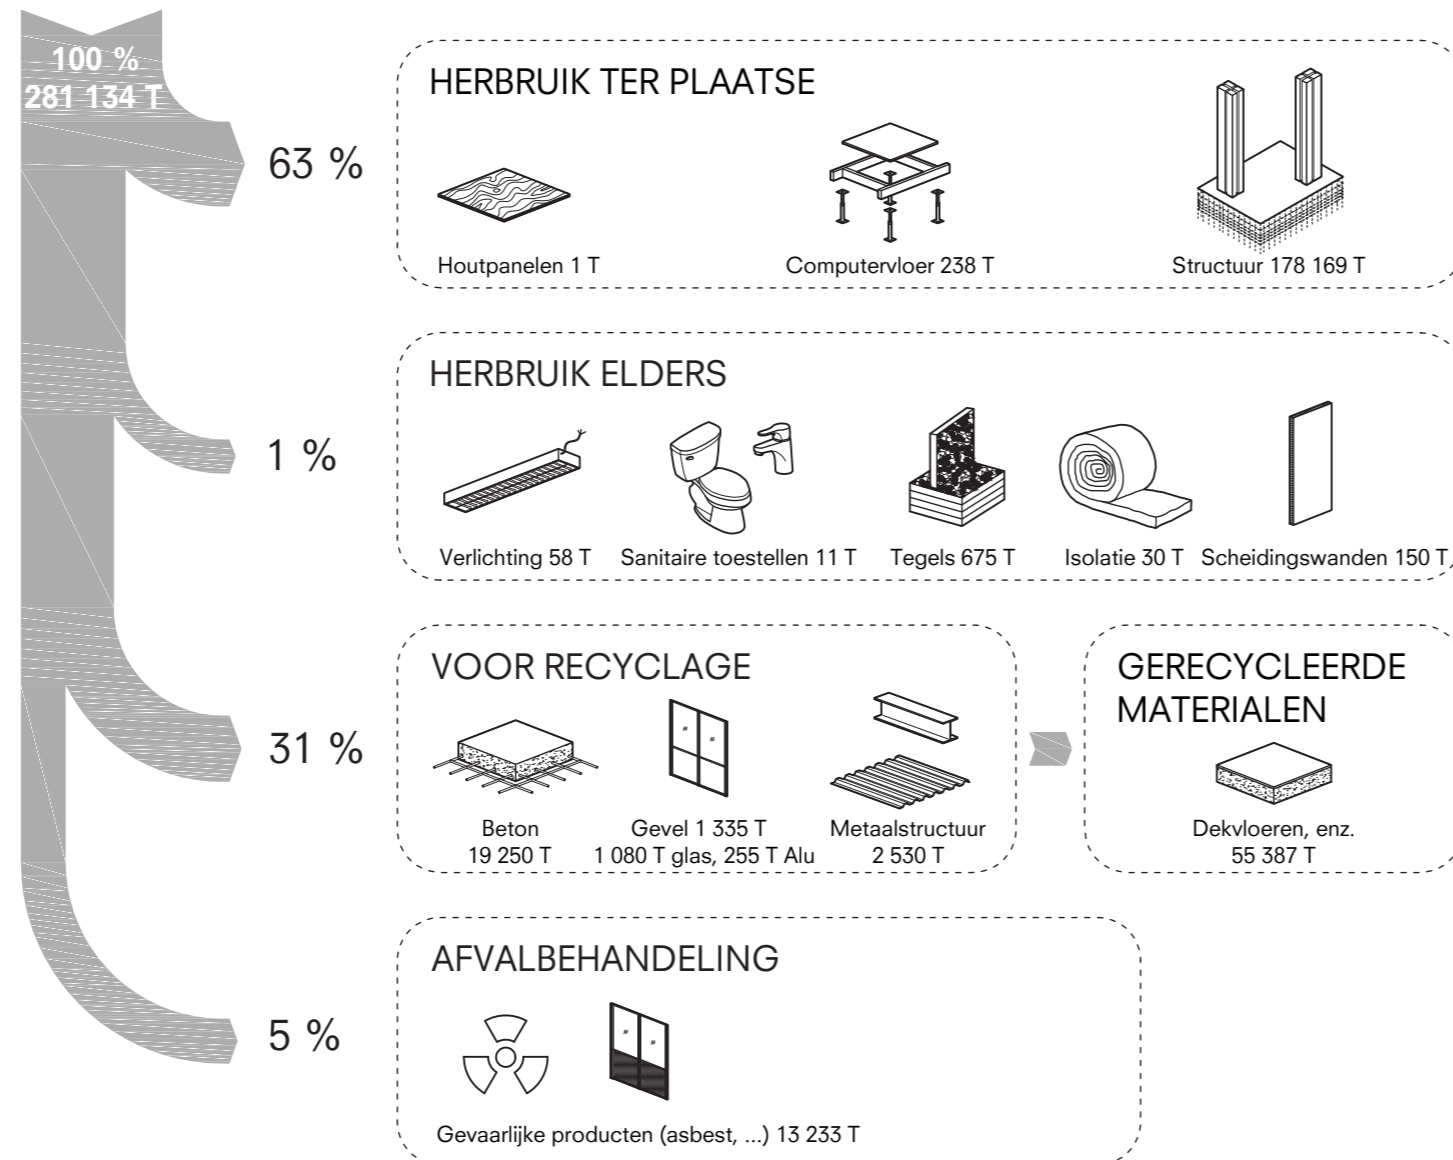 100 %
281 134 T
63 %
HERBRUIK TER PLAATSE
Houtpanelen 1 T
Computervloer 238 T
Structuur 178 169 T
1 %
HERBRUIK ELDERS
Verlichting 58 T
Sanitaire toestellen 11 T
Tegels 675 T
Isolatie 30 T
Scheidingswanden 150 T
31 %
VOOR RECYCLAGE
Beton
19 250 T
Gevel 1 335 T
1 080 T glas, 255 T Alu
Metaalstructuur
2 530 T
GERECYCLEERDE
MATERIALEN
Dekvloeren, enz.
55 387 T
5 %
AFVALBEHANDELING
Gevaarlijke producten (asbest, ...) 13 233 T